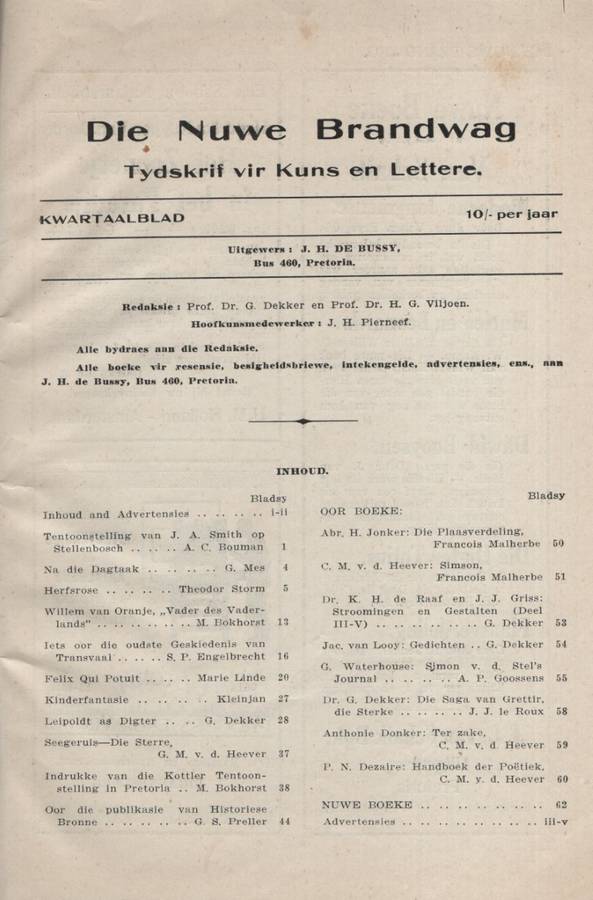 Die Nuwe Brandwag
Tydskrif vir Kuns en Lettere.
KWARTAALBLAD 10/- per jaar
Uitgewers : J. H. DE BUSSY,
Bus 460, Pretoria.
Redaksie : Prof. Dr. G. Dekker en Prof. Dr. H. G. Viljoen.
Hoofkunsmedewerker : J. H. Pierneef.
Alle bydraes aan die Redaksie.
Alle boeke vir resensie, besigheidsbriewe, intekengelde, advertensies, ens., aan
J. H. de Bussy, Bus 460, Pretoria.
INHOUD.
Bladsy
Inhoud and Advertensies .. .. .. .. i-ii
Tentoonstelling van J. A. Smith op
Stellenbosch .. .. .. A. C. Bouman 1
Na die Dagtaak .. .. .. .. G. Mes 4
Herfsrose .. .. .. .. Theodor Storm 5
Willem van Oranje, „Vader des Vader-
lands" .. .. .. .. .. M. Bokhorst 13
Iets oor die oudste Geskiedenis van
Transvaal .. .. .. S. P. Engelbrecht 16
Felix Qui Potuit .. .. .. Marie Linde 20
Kinderfantasie .. .. .. .. Kleinjan 27
Leipoldt as Digter .. .. .. G. Dekker 28
Seegeruis—Die Sterre,
G. M. v. d. Heever 37
Indrukke van die Kottler Tentoon-
stelling in Pretoria .. M. Bokhorst 38
Oor die publikasie van Historiese
Bronne .. .. .. .. .. G. S. Preller 44
Bladsy
OOR BOEKE:
Abr. H. Jonker: Die Plaasverdeling,
Francois Malherbe 50
C. M. v. d. Heever: Simson,
Francois Malherbe 51
Dr. K. H. de Raaf en J. J. Griss:
Stroomingen en Gestalten (Deel
III-V) .. .. .. .. .. G. Dekker 53
Jac. van Looy: Gedichten .. G. Dekker 54
G. Waterhouse: Simon v. d. Stel's
Journal .. .. .. .. A. P. Goossens 55
Dr. G. Dekker: Die Saga van Grettir,
die Sterke .. .. .. .. J. J. le Roux 58
Anthonie Donker: Ter zake,
C. M. v. d. Heever 59
P. N. Dezaire: Handboek der Poëtiek,
C. M. v. d. Heever 60
NUWE BOEKE .. .. .. .. .. .. 62
Advertensies .. .. .. .. .. .. .. iii-v